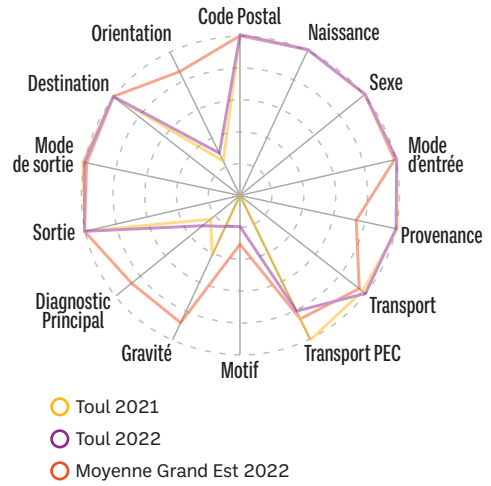 Code Postal
Naissance
Sexe
Mode
d'entrée
Provenance
Transport
Transport PEC
Motif
Gravité
Diagnostic
Principal
Sortie
Mode
de sortie
Destination
Orientation
Toul 2021
Toul 2022
Moyenne Grand Est 2022